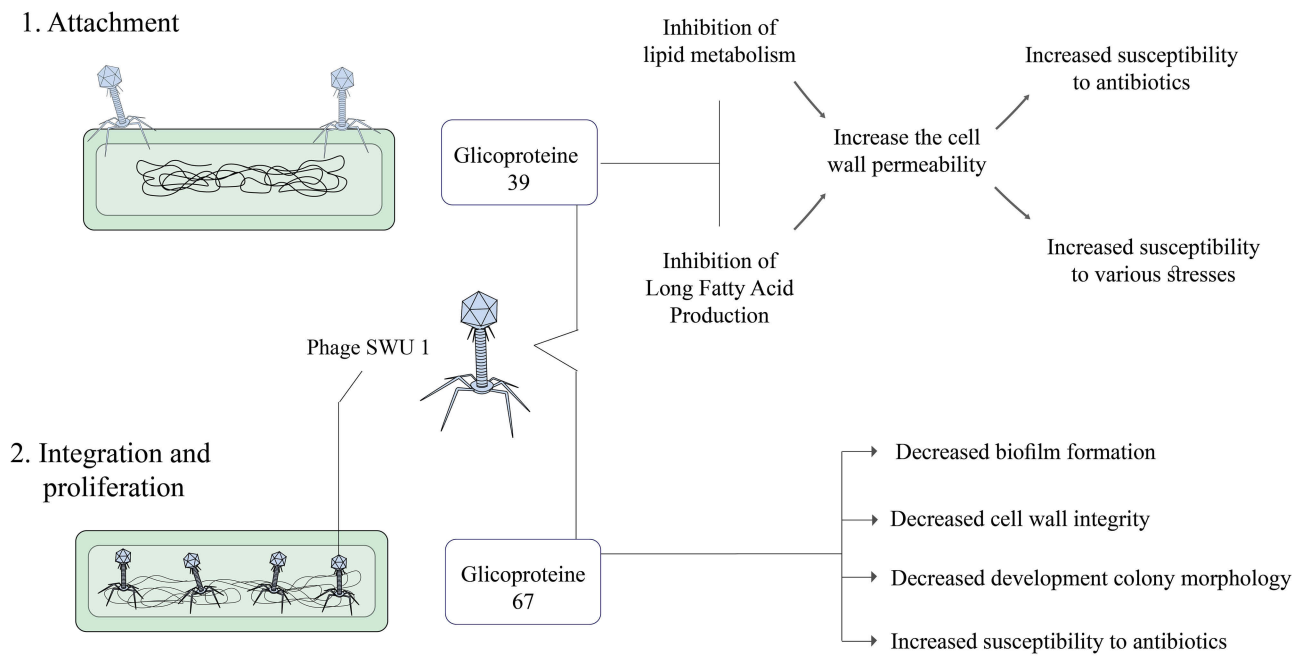 1. Attachment
Inhibition of
lipid metabolism
Increased susceptibility
to antibiotics
Glicoproteine
39
Increase the cell
wall permeability
Inhibition of
Long Fatty Acid
Production
Increased susceptibility
to various stresses
Phage SWU 1
2. Integration and
proliferation
Glicoproteine
67
Decreased biofilm formation
Decreased cell wall integrity
Decreased development colony morphology
Increased susceptibility to antibiotics